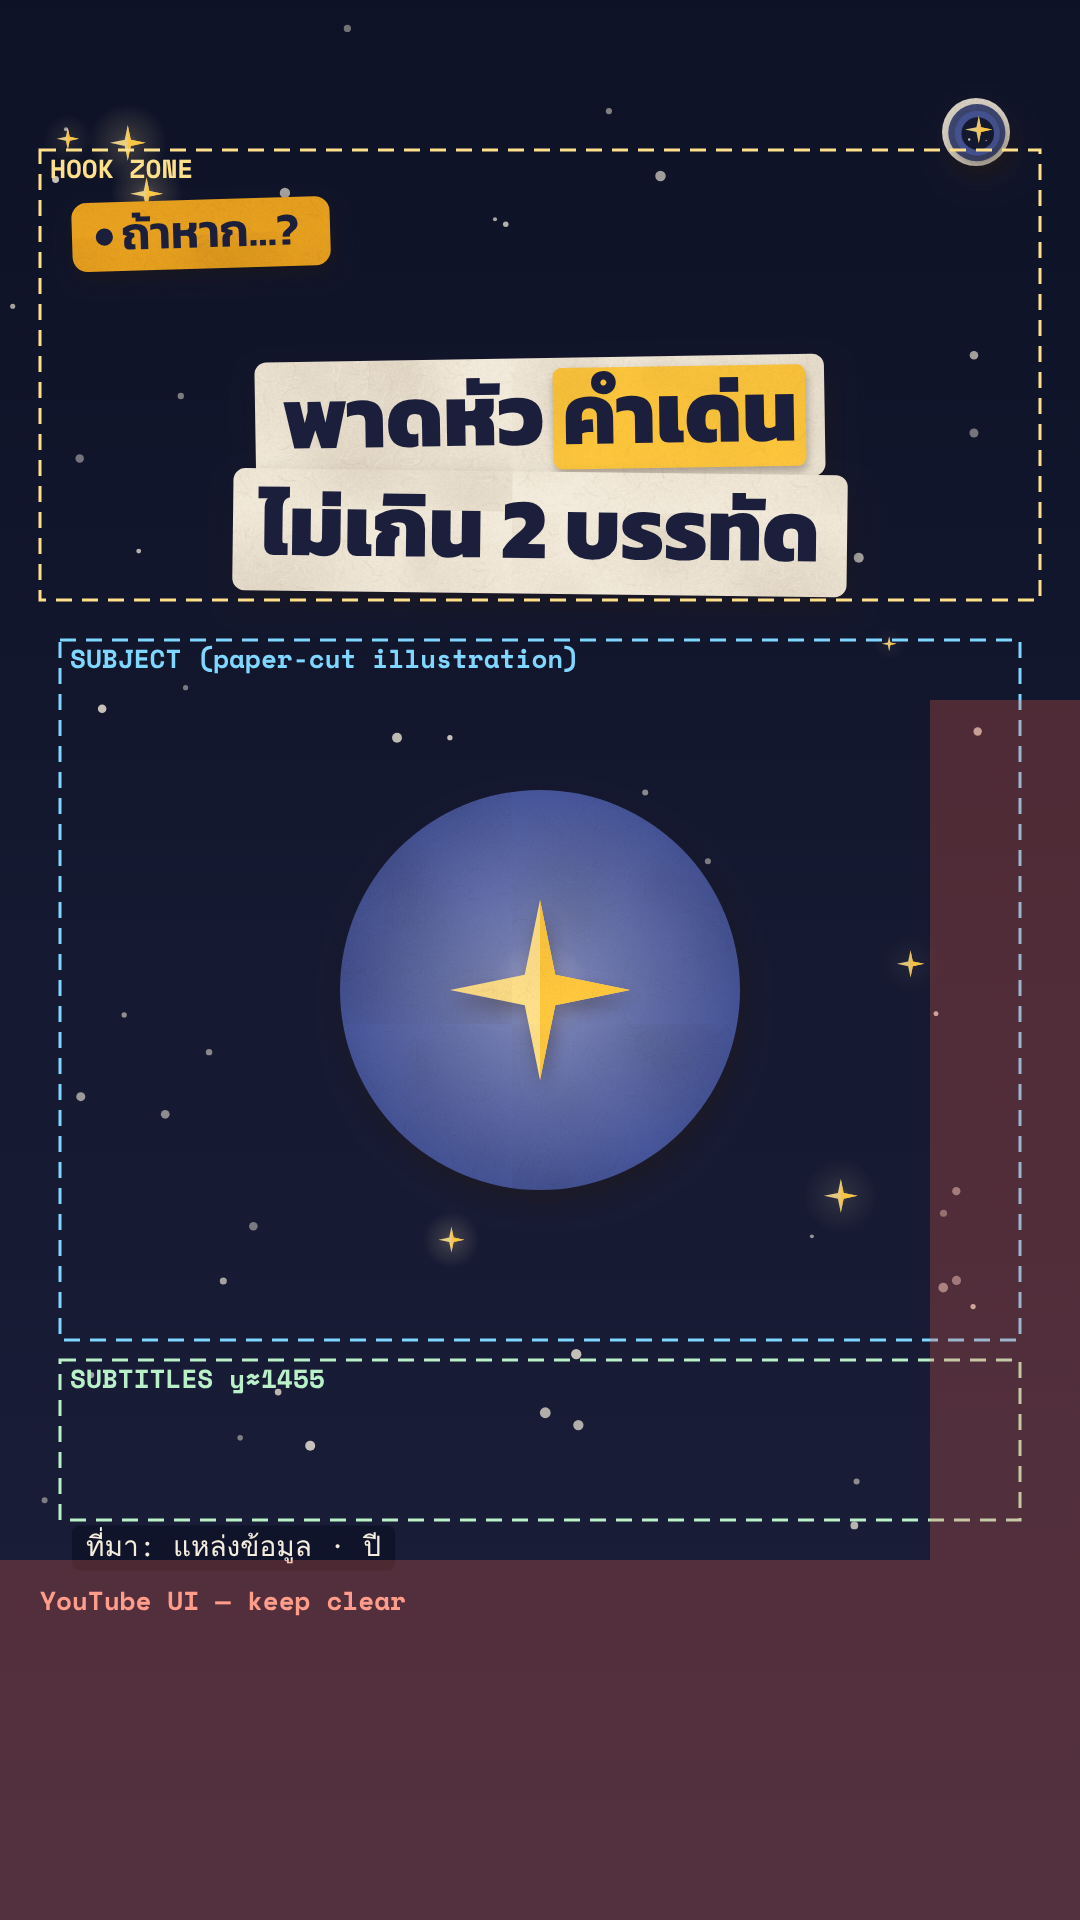 HOOK ZONE
• ถ้าหาก...?
พาดหัว คำเด่น
ไม่เกิน 2 บรรทัด
SUBJECT (paper-cut illustration)
SUBTITLES y≈1455
ที่มา: แหล่งข้อมูล · ปี
YouTube UI — keep clear